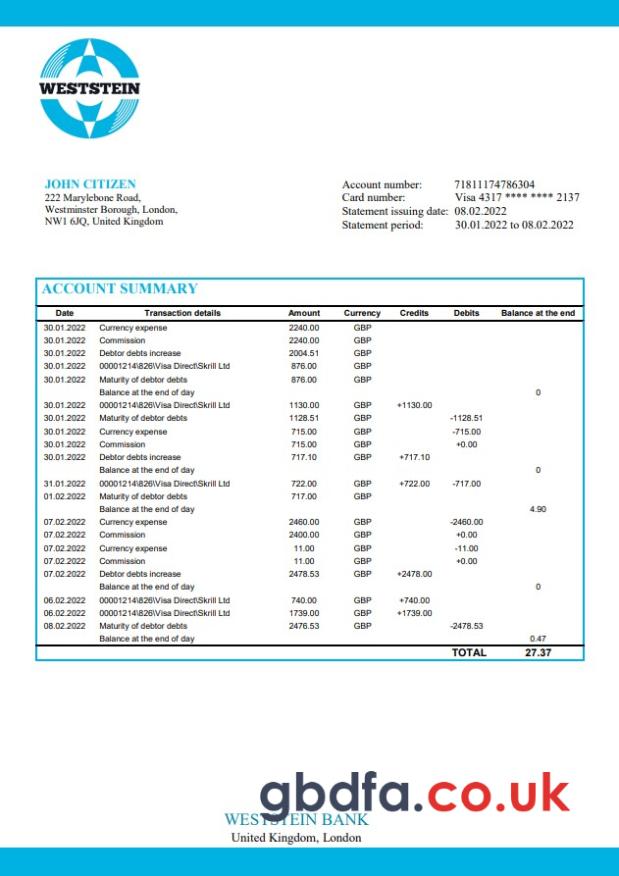 WESTSTEIN
JOHN CITIZEN
222 Marylebone Road,
Westminster Borough, London,
NW1 6JQ, United Kingdom
Account number: 71811174786304
Card number: Visa 4317 **** **** 2137
Statement issuing date: 08.02.2022
Statement period: 30.01.2022 to 08.02.2022
ACCOUNT SUMMARY
Date Transaction details Amount Currency Credits Debits Balance at the end
30.01.2022 Currency expense 2240.00 GBP
30.01.2022 Commission 2240.00 GBP
30.01.2022 Debtor debts increase 2004.51 GBP
30.01.2022 00001214\826\Visa Direct\Skrill Ltd 876.00 GBP
30.01.2022 Maturity of debtor debts 876.00 GBP
Balance at the end of day 0
30.01.2022 00001214\826\Visa Direct\Skrill Ltd 1130.00 GBP +1130.00
30.01.2022 Maturity of debtor debts 1128.51 GBP -1128.51
30.01.2022 Currency expense 715.00 GBP -715.00
30.01.2022 Commission 715.00 GBP +0.00
30.01.2022 Debtor debts increase 717.10 GBP +717.10
Balance at the end of day 0
31.01.2022 00001214\826\Visa Direct\Skrill Ltd 722.00 GBP +722.00 -717.00
01.02.2022 Maturity of debtor debts 717.00 GBP
Balance at the end of day 4.90
07.02.2022 Currency expense 2460.00 GBP -2460.00
07.02.2022 Commission 2400.00 GBP +0.00
07.02.2022 Currency expense 11.00 GBP -11.00
07.02.2022 Commission 11.00 GBP +0.00
07.02.2022 Debtor debts increase 2478.53 GBP +2478.00
Balance at the end of day 0
06.02.2022 00001214\826\Visa Direct\Skrill Ltd 740.00 GBP +740.00
06.02.2022 00001214\826\Visa Direct\Skrill Ltd 1739.00 GBP +1739.00
08.02.2022 Maturity of debtor debts 2476.53 GBP -2478.53
Balance at the end of day 0.47
TOTAL 27.37
gbdfa.co.uk
WESTSTEIN BANK
United Kingdom, London